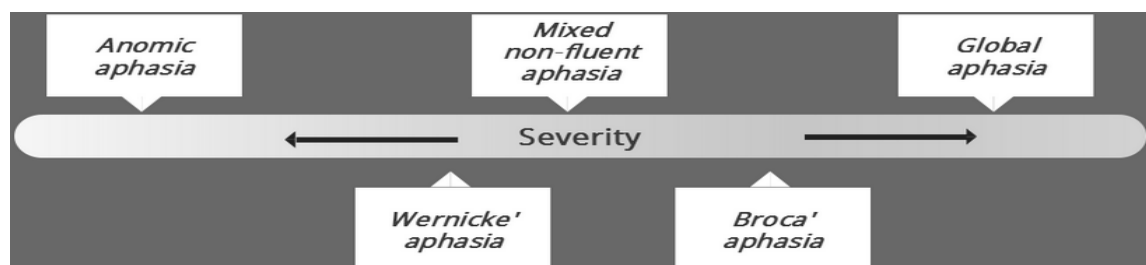 Anomic
aphasia
Mixed
non-fluent
aphasia
Global
aphasia
Severity
Wernicke'
aphasia
Broca'
aphasia